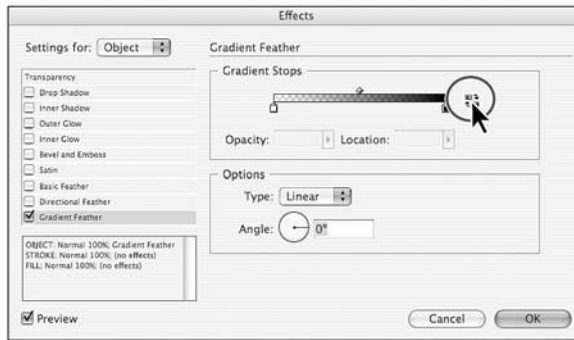 Effects
Settings for: Object
Transparency
Drop Shadow
Inner Shadow
Outer Glow
Inner Glow
Bevel and Emboss
Satin
Basic Feather
Directional Feather
Gradient Feather
OBJECT: Normal 100%; Gradient Feather
STROKE: Normal 100%; (no effects)
FILL: Normal 100%; (no effects)
Preview
Gradient Feather
Gradient Stops
Opacity: Location:
Options
Type: Linear
Angle: 0°
Cancel OK